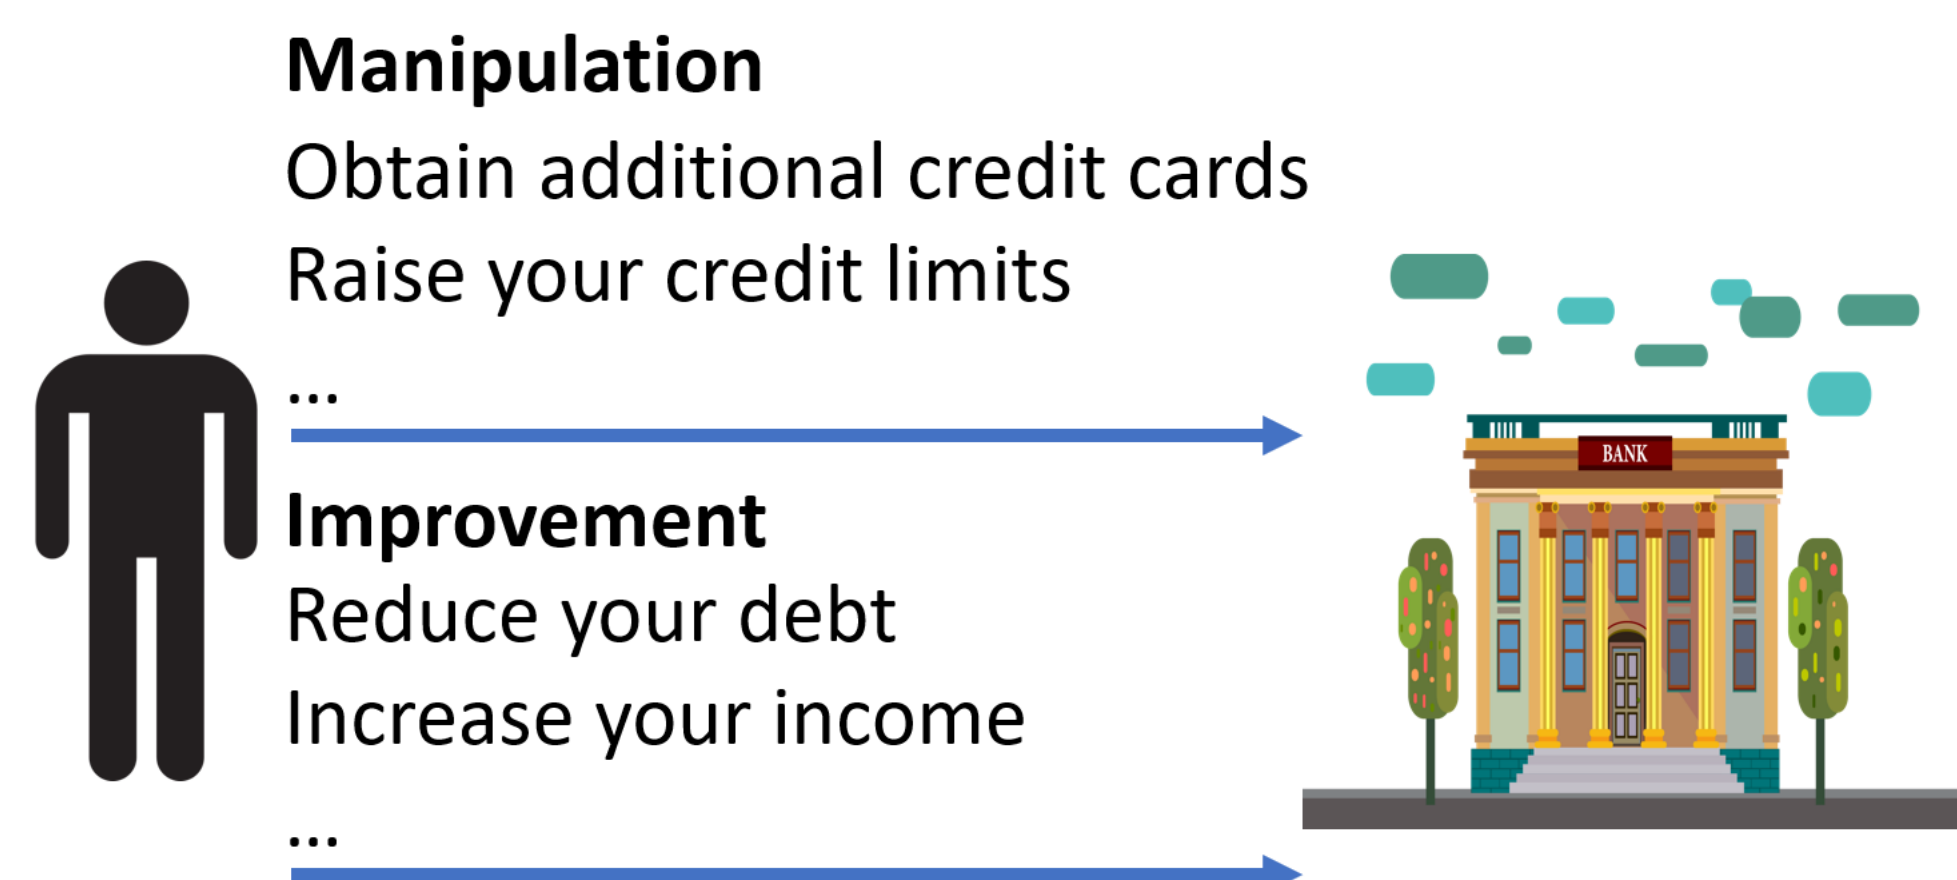 Manipulation
Obtain additional credit cards
Raise your credit limits
...
BANK
Improvement
Reduce your debt
Increase your income
...